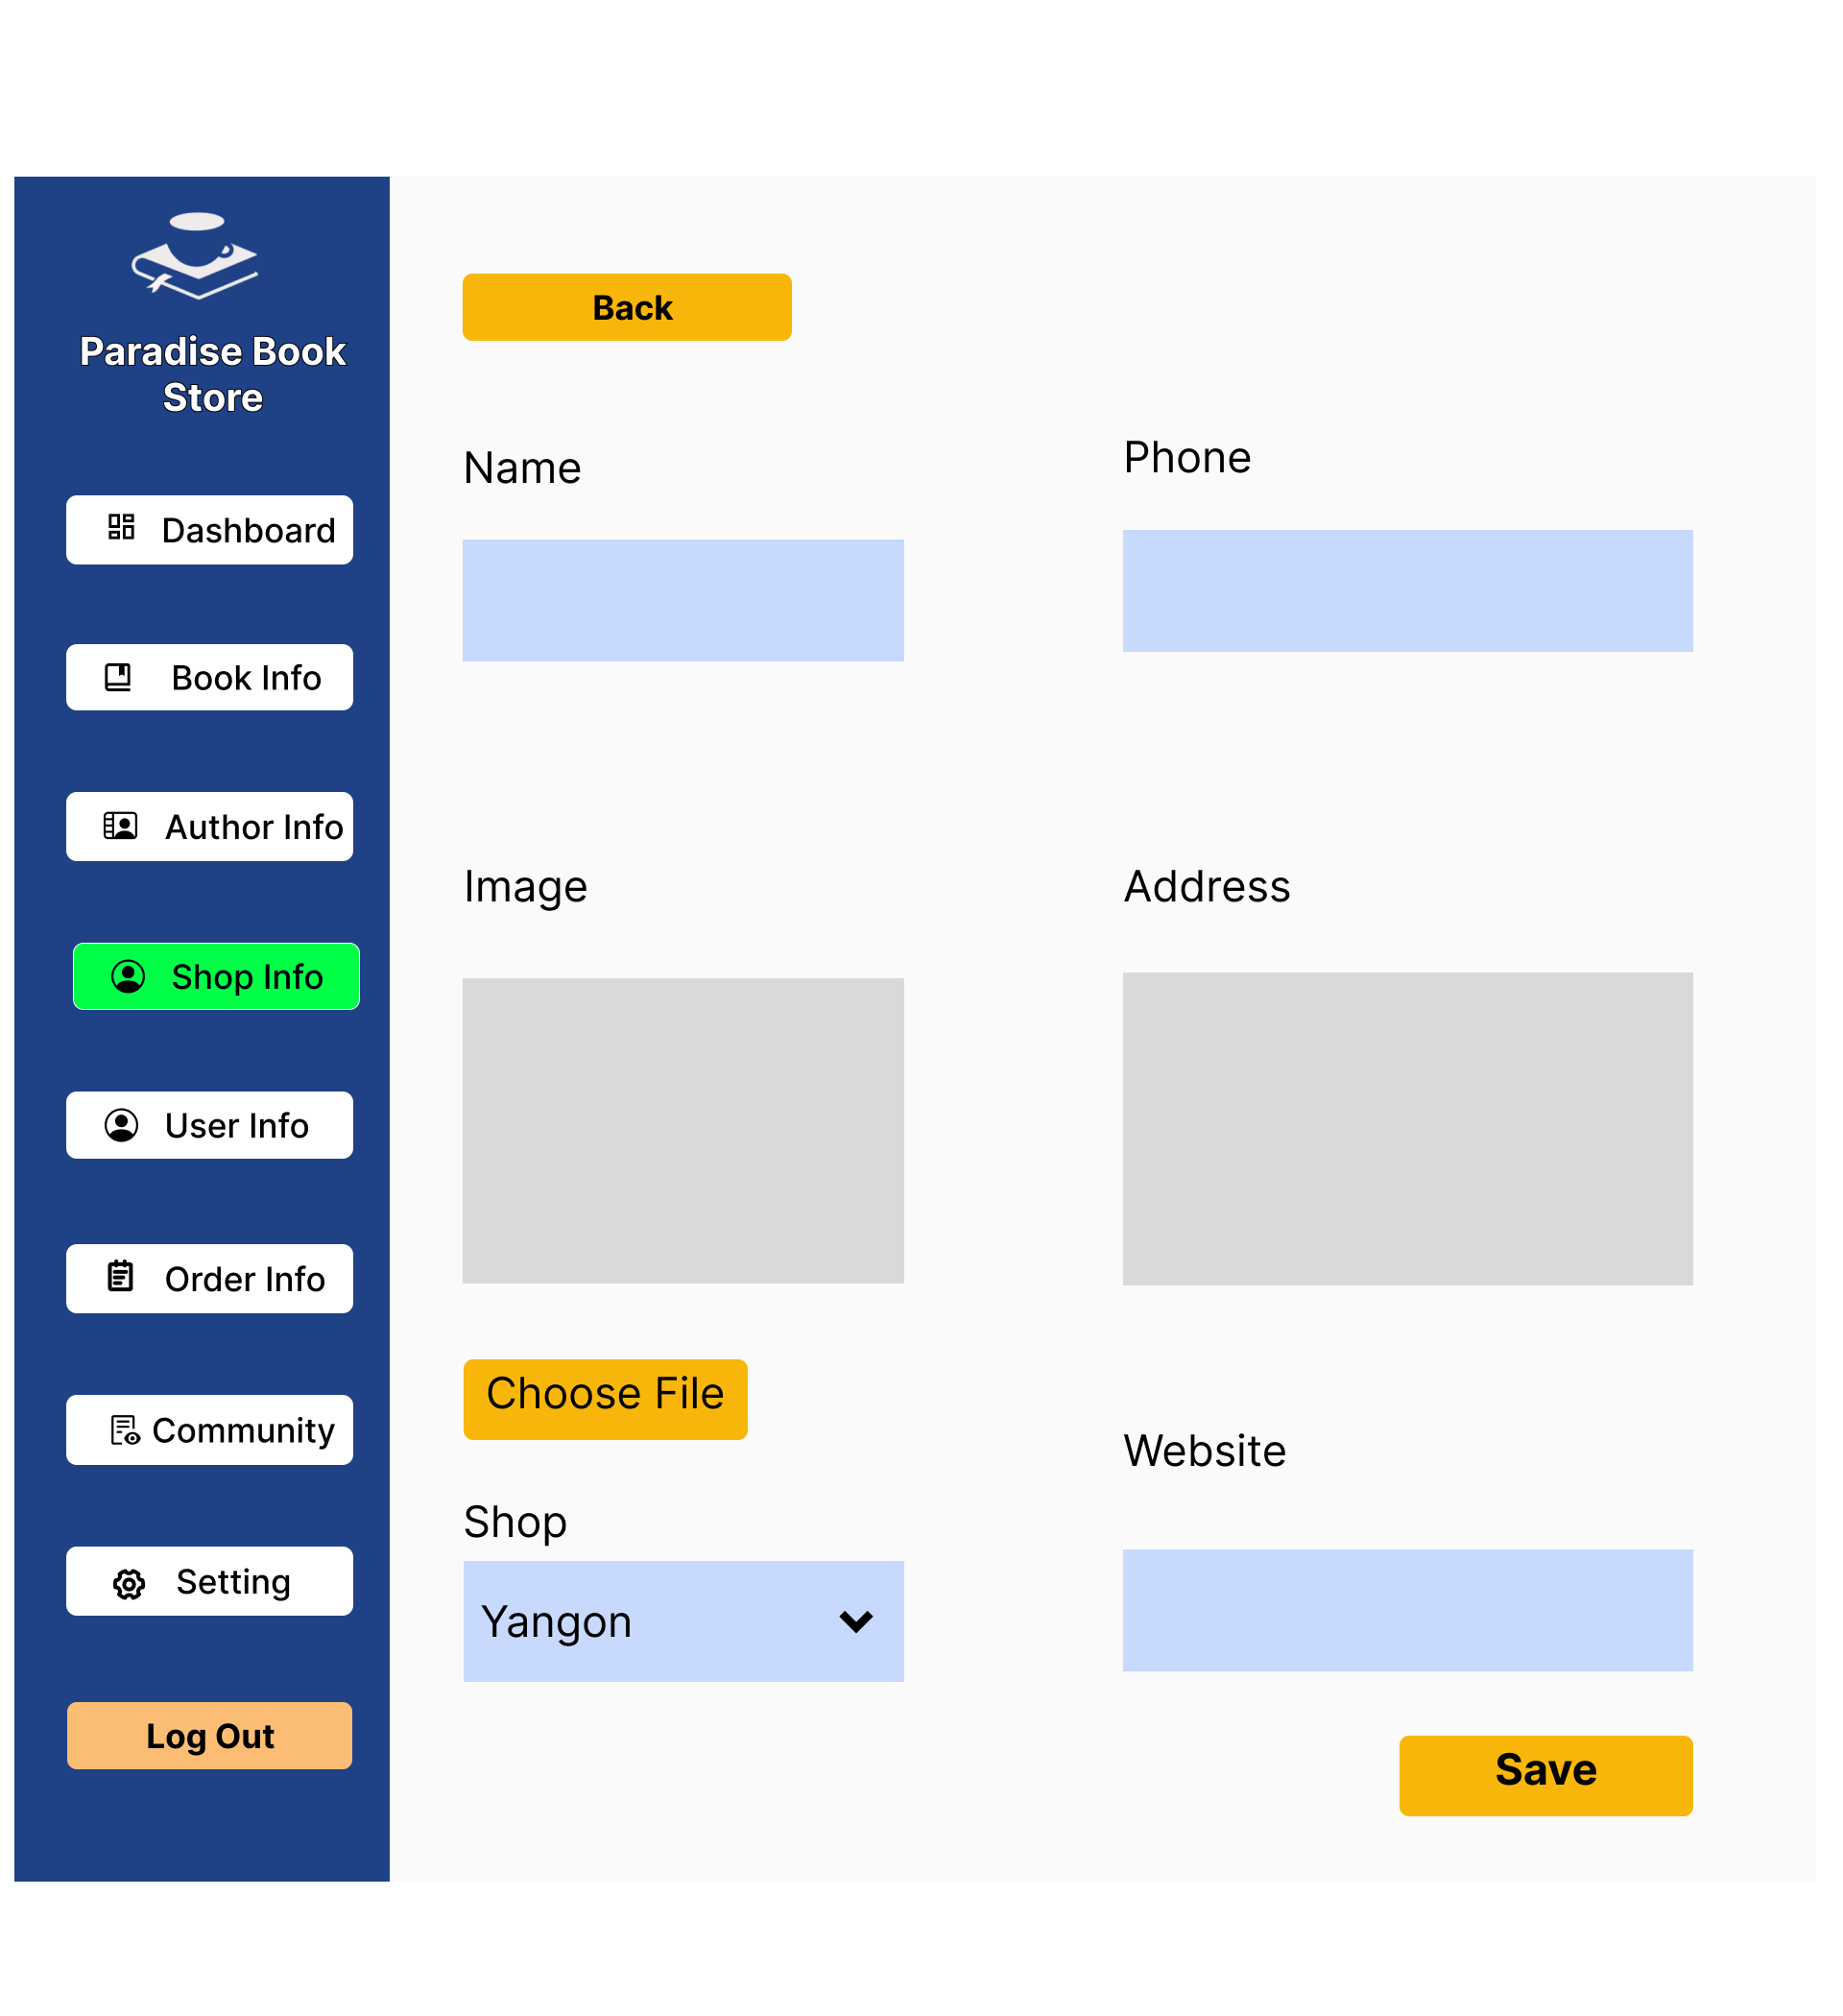 Paradise Book
Store
Dashboard
Book Info
Author Info
Shop Info
User Info
Order Info
Community
Setting
Log Out
Back
Name
Phone
Image
Address
Choose File
Website
Shop
Yangon
Save